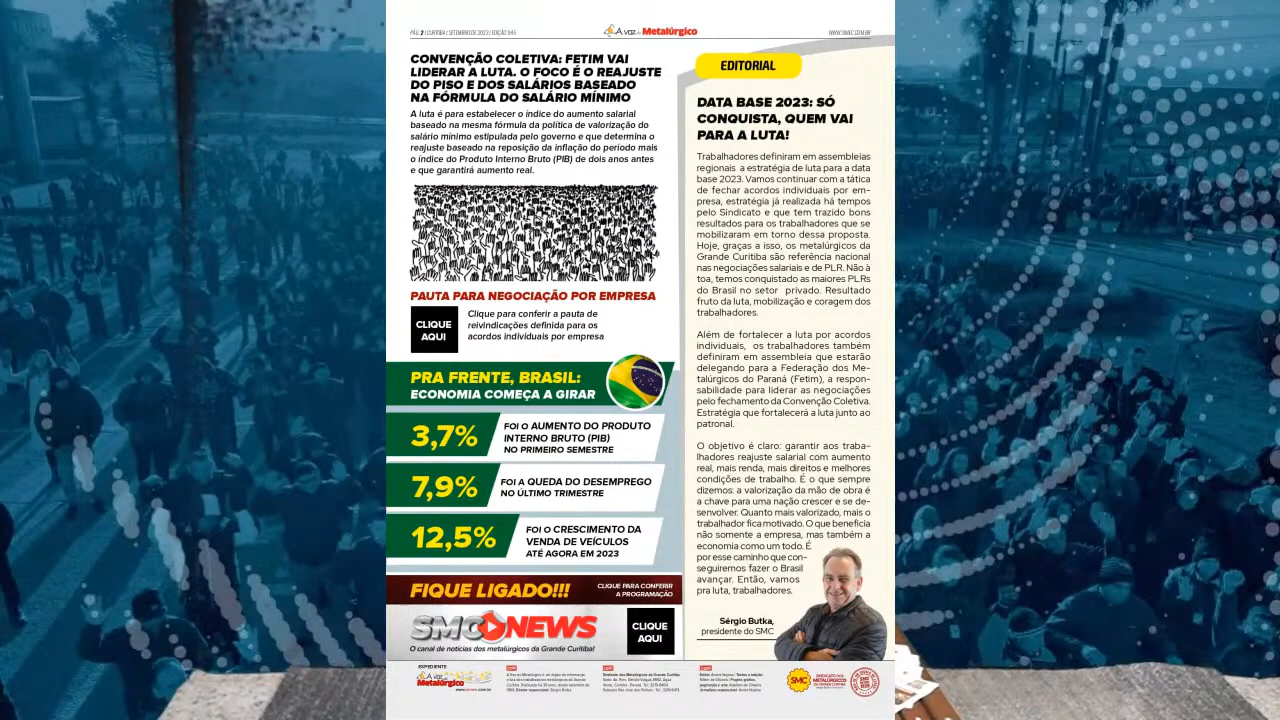 PÁG. 2 | CURITIBA | SETEMBRO DE 2023 | EDIÇÃO 945
A VOZ do Metalúrgico
WWW.SIMEC.COM.BR
CONVENÇÃO COLETIVA: FETIM VAI
LIDERAR A LUTA. O FOCO É O REAJUSTE
DO PISO E DOS SALÁRIOS BASEADO
NA FÓRMULA DO SALÁRIO MÍNIMO
A luta é para estabelecer o índice do aumento salarial
baseado na mesma fórmula da política de valorização do
salário mínimo estipulada pelo governo e que determina o
reajuste baseado na reposição da inflação do período mais
o índice do Produto Interno Bruto (PIB) de dois anos antes
e que garantirá aumento real.
PAUTA PARA NEGOCIAÇÃO POR EMPRESA
CLIQUE
AQUI
Clique para conferir a pauta de
reivindicações definida para os
acordos individuais por empresa
PRA FRENTE, BRASIL:
ECONOMIA COMEÇA A GIRAR
3,7%
FOI O AUMENTO DO PRODUTO
INTERNO BRUTO (PIB)
NO PRIMEIRO SEMESTRE
7,9%
FOI A QUEDA DO DESEMPREGO
NO ÚLTIMO TRIMESTRE
12,5%
FOI O CRESCIMENTO DA
VENDA DE VEÍCULOS
ATÉ AGORA EM 2023
FIQUE LIGADO!!!
CLIQUE PARA CONFERIR
A PROGRAMAÇÃO
SMC NEWS
O canal de notícias dos metalúrgicos da Grande Curitiba!
CLIQUE
AQUI
EDITORIAL
DATA BASE 2023: SÓ
CONQUISTA, QUEM VAI
PARA A LUTA!
Trabalhadores definiram em assembleias
regionais a estratégia de luta para a data
base 2023. Vamos continuar com a tática
de fechar acordos individuais por em-
presa, estratégia já realizada há tempos
pelo Sindicato e que tem trazido bons
resultados para os trabalhadores que se
mobilizaram em torno dessa proposta.
Hoje, graças a isso, os metalúrgicos da
Grande Curitiba são referência nacional
nas negociações salariais e de PLR. Não à
toa, temos conquistado as maiores PLRs
do Brasil no setor privado. Resultado
fruto da luta, mobilização e coragem dos
trabalhadores.
Além de fortalecer a luta por acordos
individuais, os trabalhadores também
definiram em assembleia que estarão
delegando para a Federação dos Me-
talúrgicos do Paraná (Fetim), a respon-
sabilidade para liderar as negociações
pelo fechamento da Convenção Coletiva.
Estratégia que fortalecerá a luta junto ao
patronal.
O objetivo é claro: garantir aos traba-
lhadores reajuste salarial com aumento
real, mais renda, mais direitos e melhores
condições de trabalho. É o que sempre
dizemos: a valorização da mão de obra é
a chave para uma nação crescer e se de-
senvolver. Quanto mais valorizado, mais o
trabalhador fica motivado. O que beneficia
não somente a empresa, mas também a
economia como um todo. É
por esse caminho que con-
seguiremos fazer o Brasil
avançar. Então, vamos
pra luta, trabalhadores.
Sérgio Butka,
presidente do SMC
EXPEDIENTE
A VOZ do
Metalúrgico
SMC
SINDICATO DOS
METALÚRGICOS
DA GRANDE CURITIBA